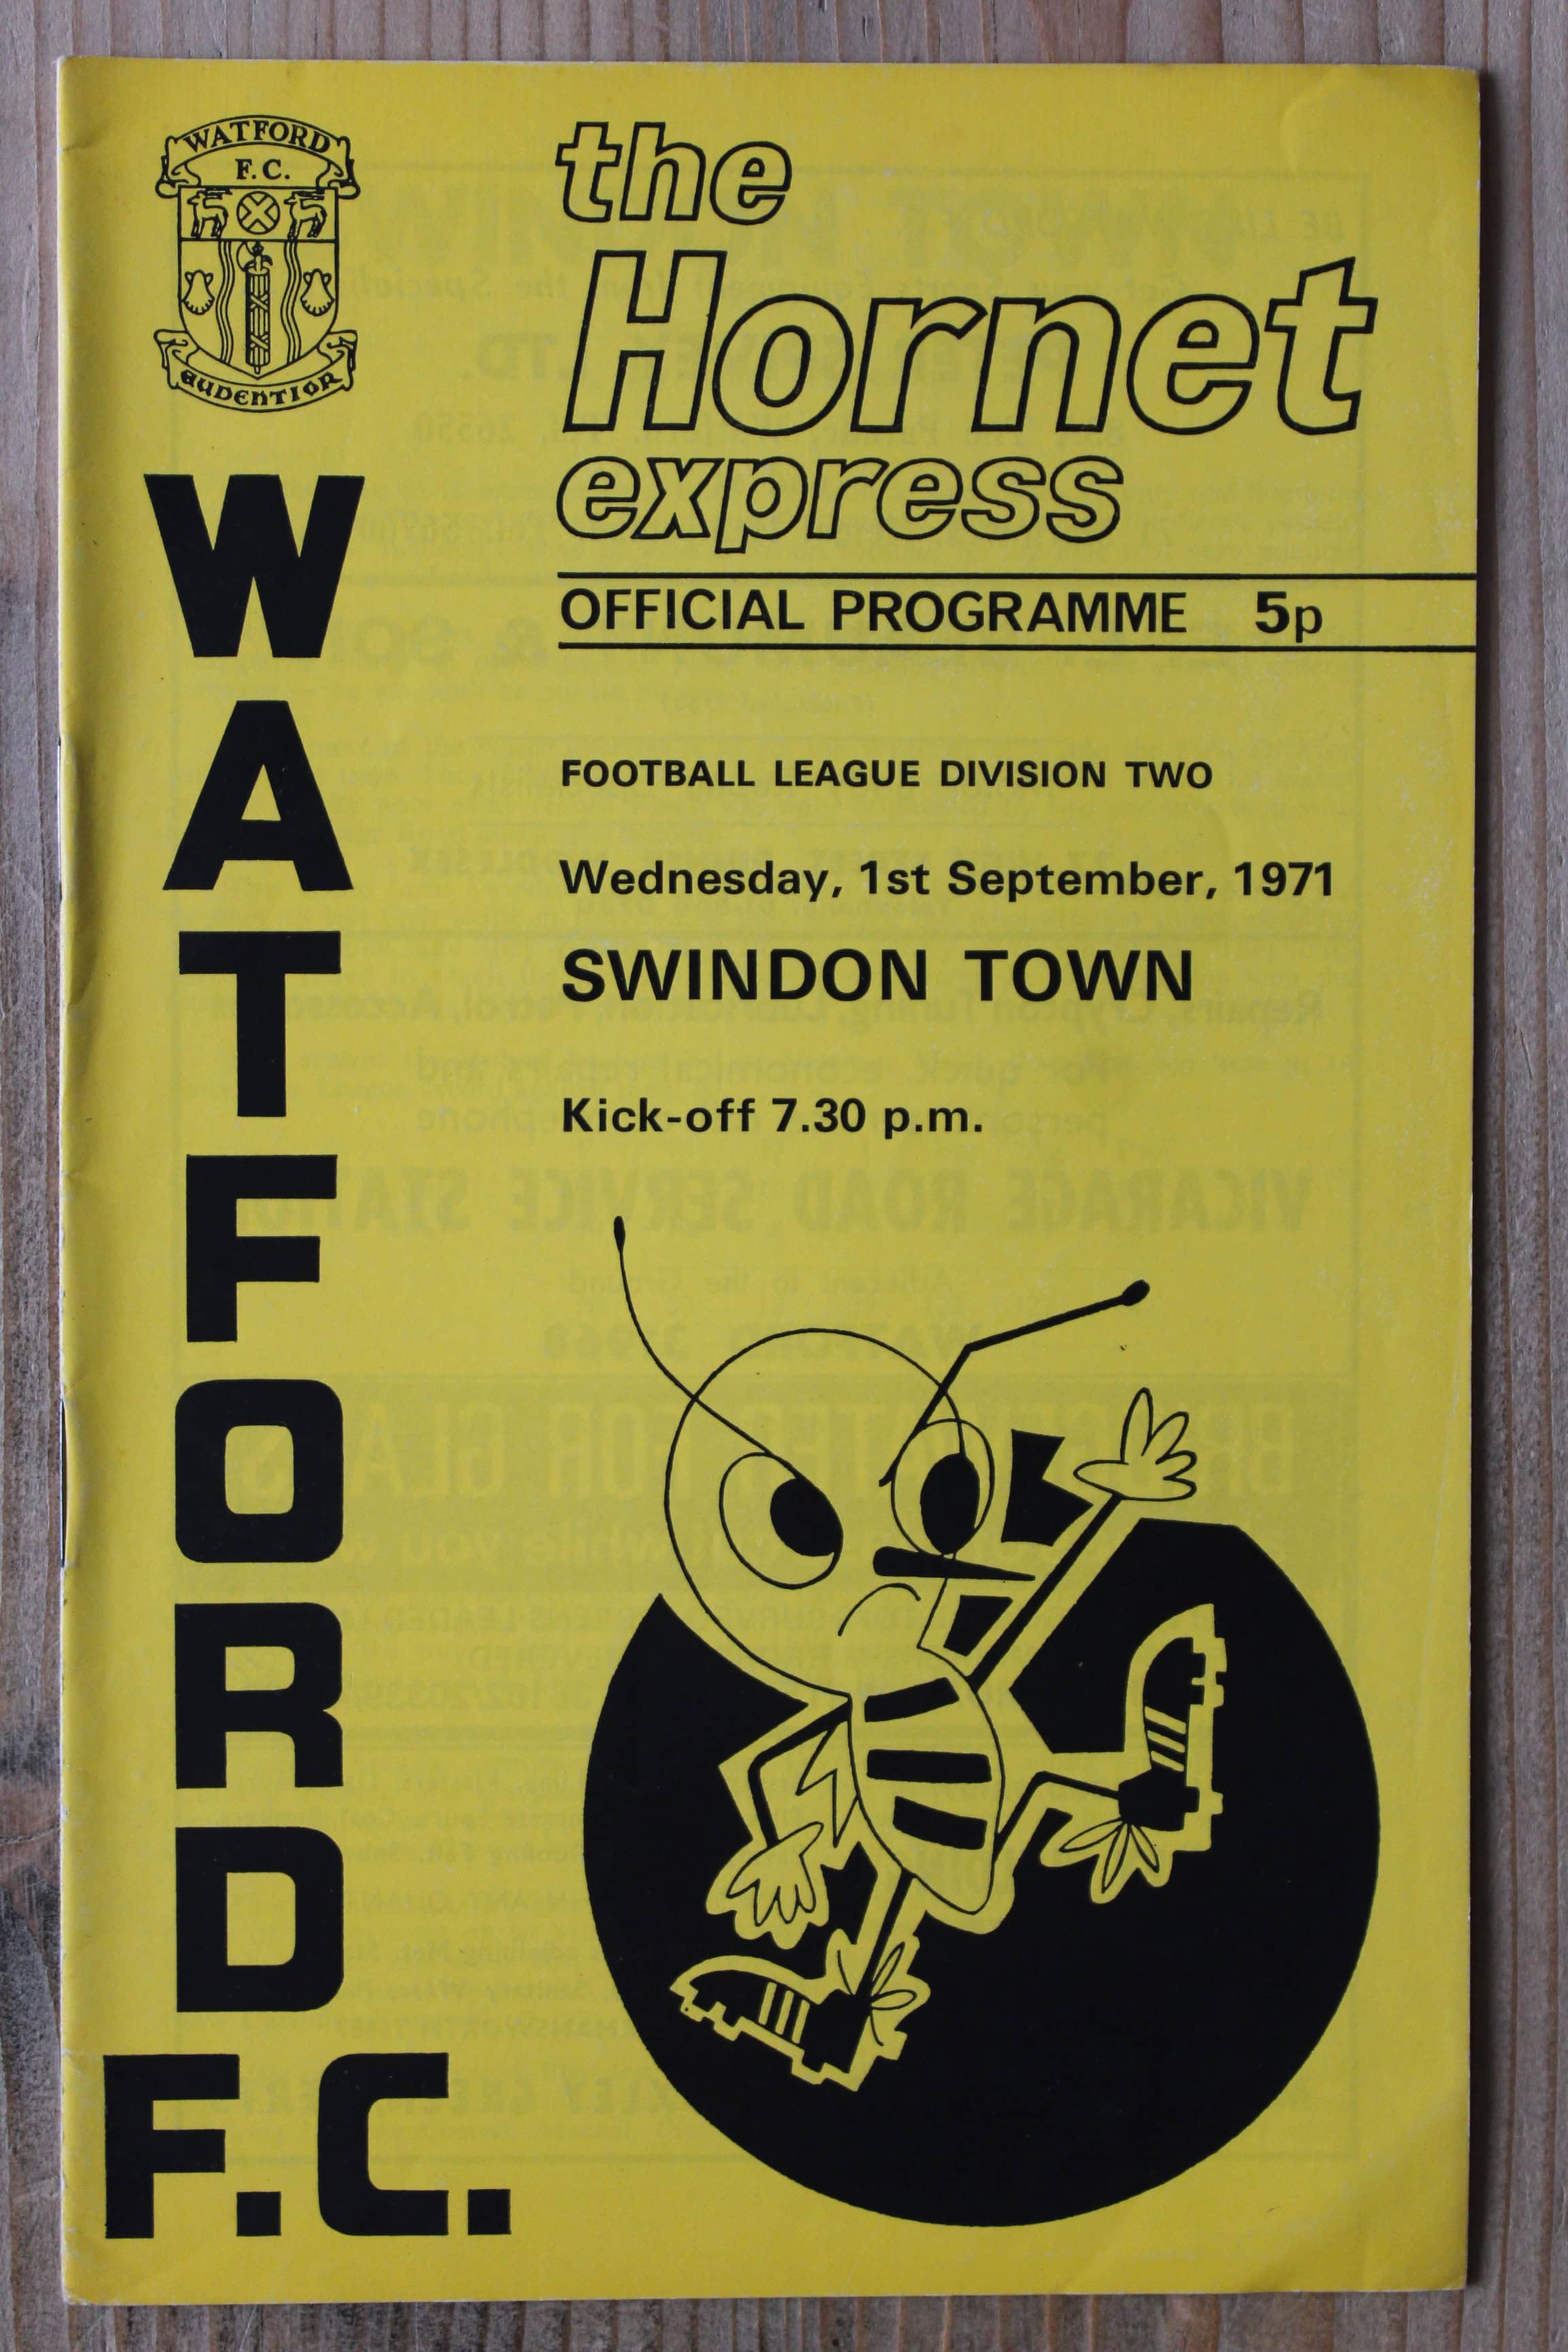 WATFORD
F.C.
AUDENTIOR
the
Hornet
express
OFFICIAL PROGRAMME 5p
FOOTBALL LEAGUE DIVISION TWO
Wednesday, 1st September, 1971
SWINDON TOWN
Kick-off 7.30 p.m.
WATFORD
F.C.